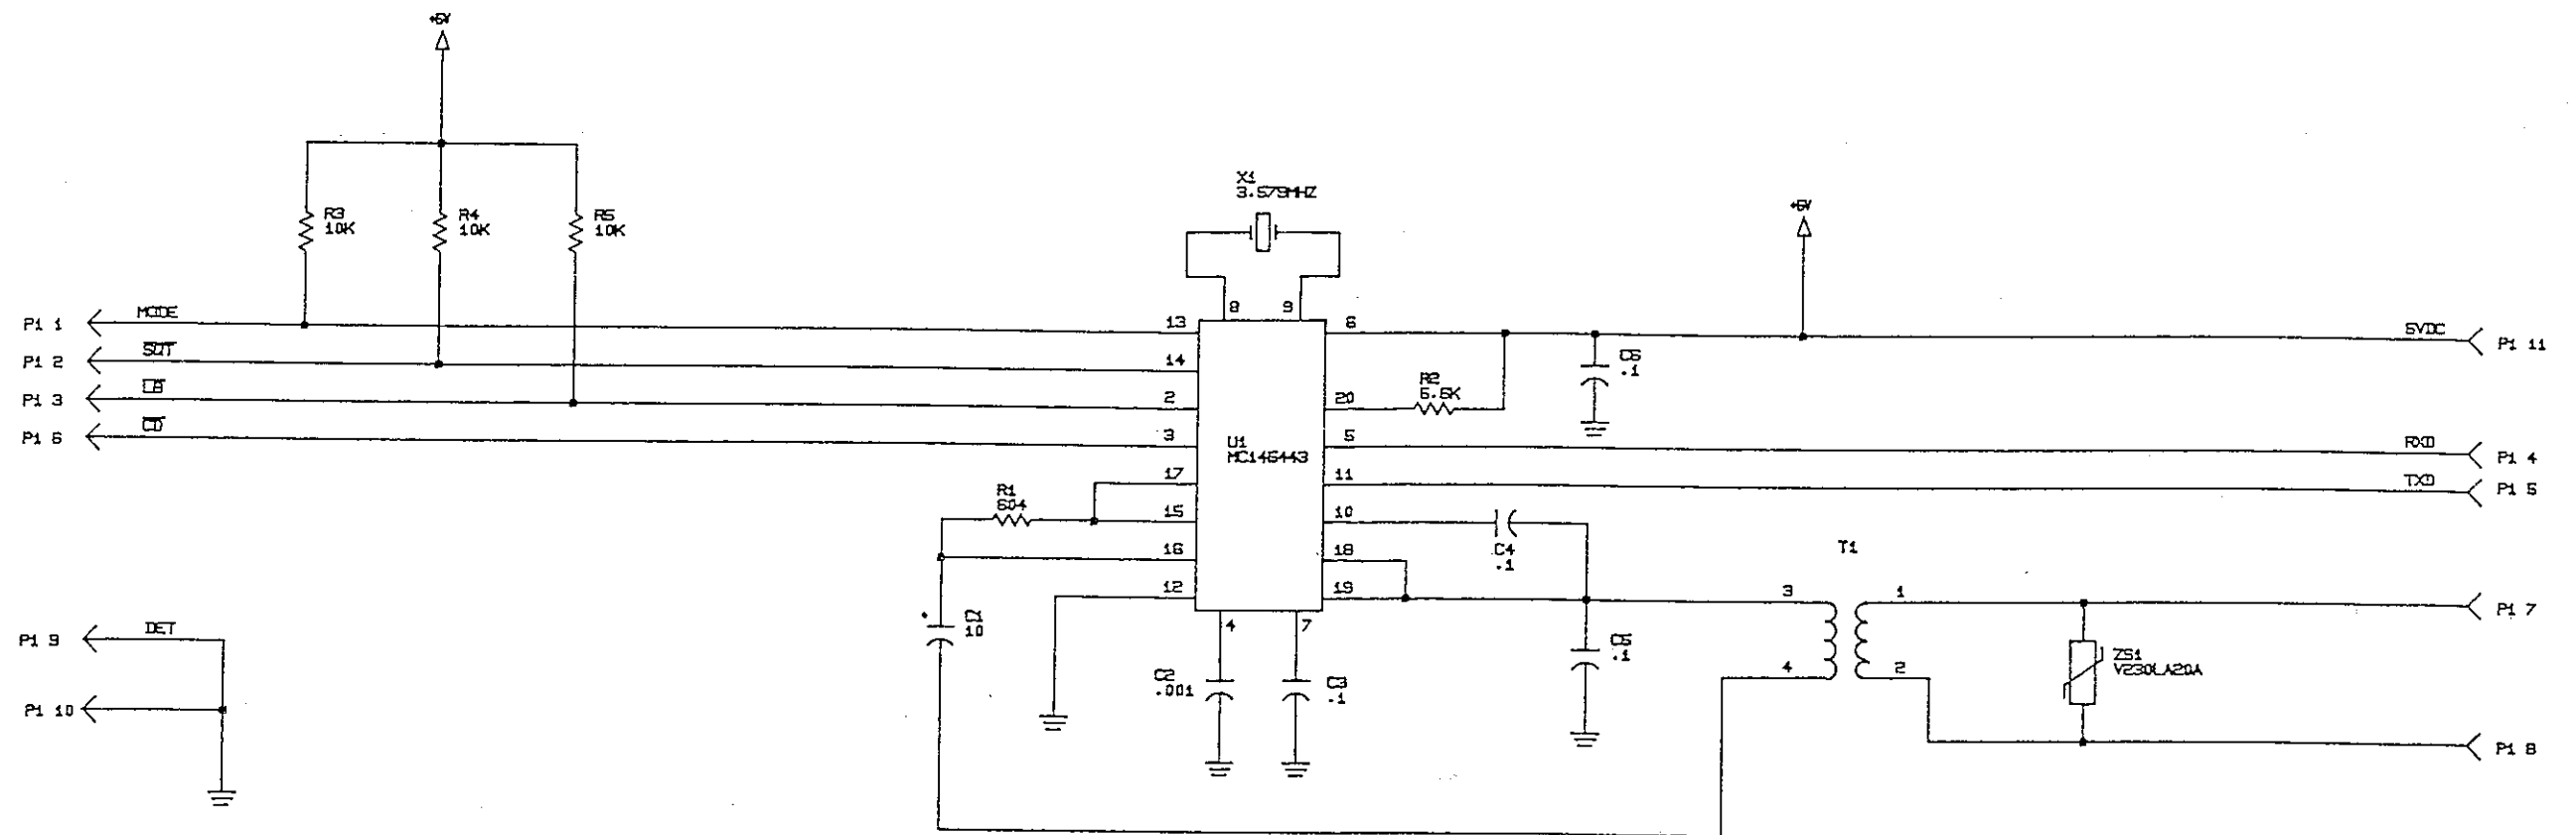 +5V
X1
3.579MHZ
R3
10K
R4
10K
R5
10K
+5V
8
9
P1 1
MODE
13
6
5VDC
P1 11
P1 2
SQT
14
C6
.1
P1 3
LB
2
20
R2
5.6K
P1 6
CD
3
U1
MC145443
5
RXD
P1 4
17
11
TXD
P1 5
R1
604
15
10
C4
.1
16
18
T1
12
19
3
1
P1 7
C1
10
4
7
C5
.1
P1 9
DET
4
2
ZS1
V230LA20A
C2
.001
C3
.1
P1 10
P1 8